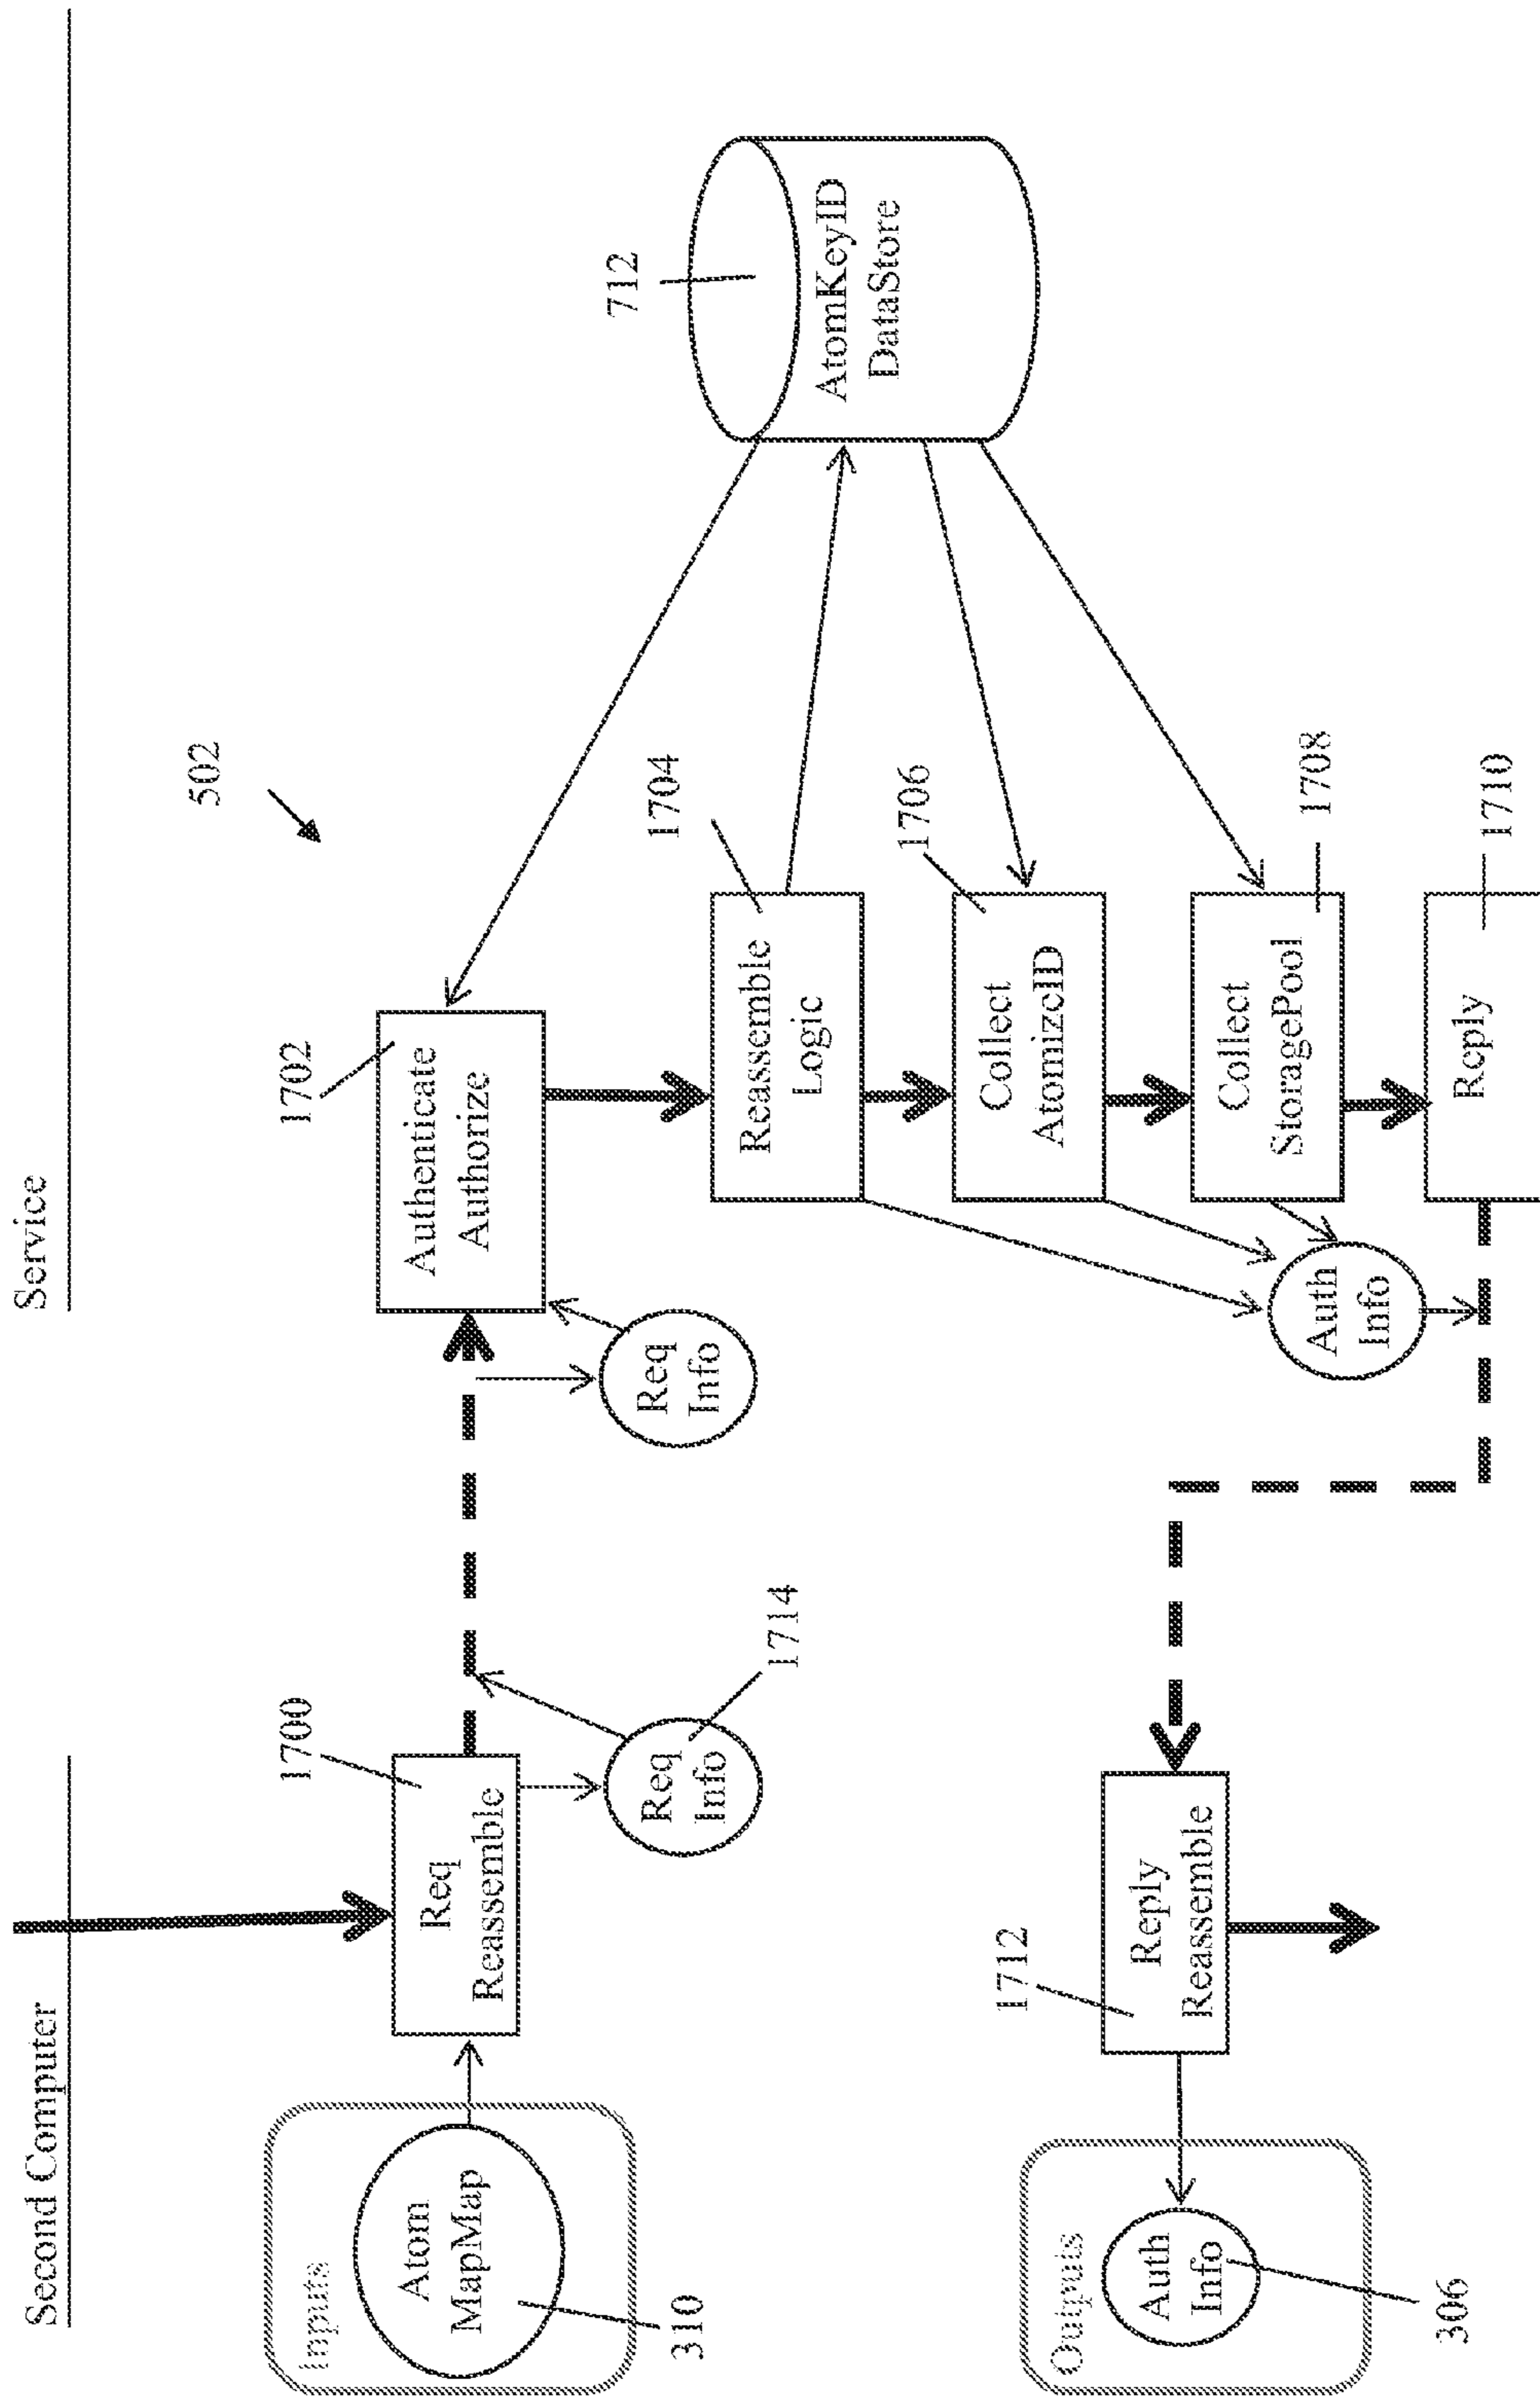 Second Computer
Service
502
Inputs
Atom
MapMap
310
1700
Req
Reassemble
Req
Info
1714
Req
Info
1702
Authenticate
Authorize
712
AtomKeyID
DataStore
1704
Reassemble
Logic
1706
Collect
AtomizeID
Collect
StoragePool
1708
Auth
Info
Reply
1710
1712
Reply
Reassemble
Outputs
Auth
Info
306